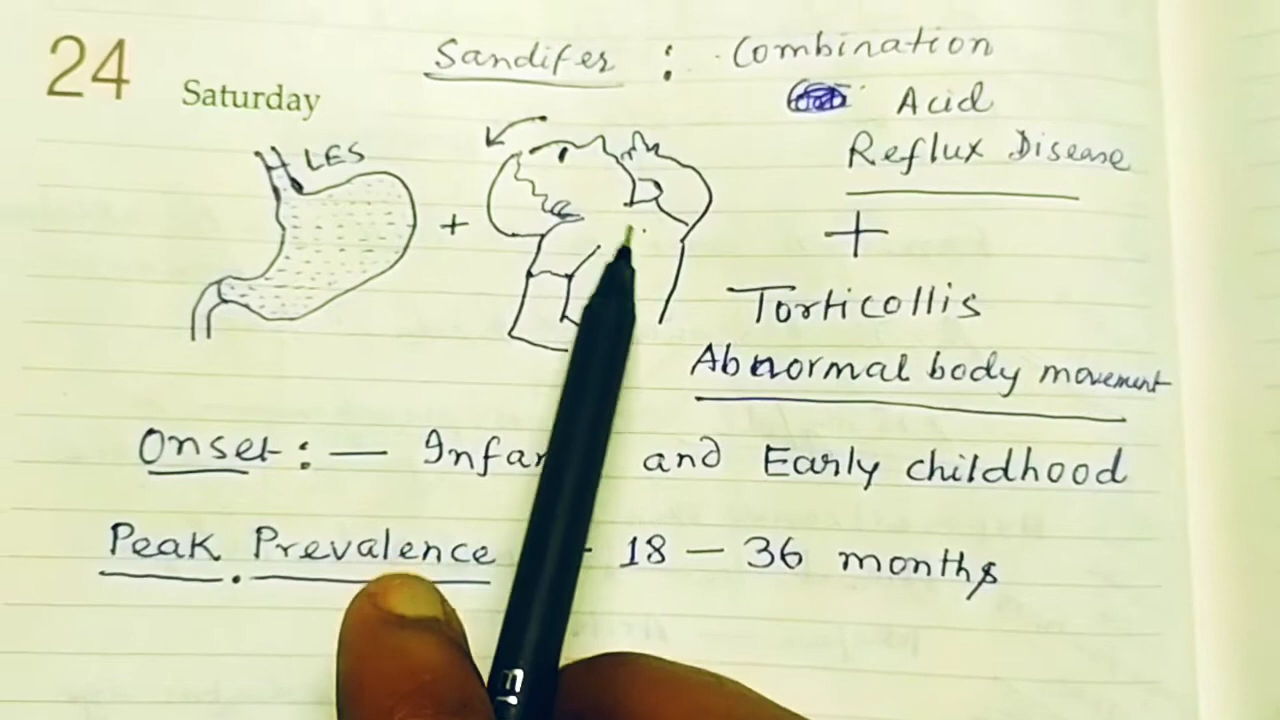 24
Saturday
Sandifer : Combination
Acid
Reflux Disease
LES
+
+
Torticollis
Abnormal body movement
Onset : — and Early childhood
Peak Prevalence - 18 — 36 months